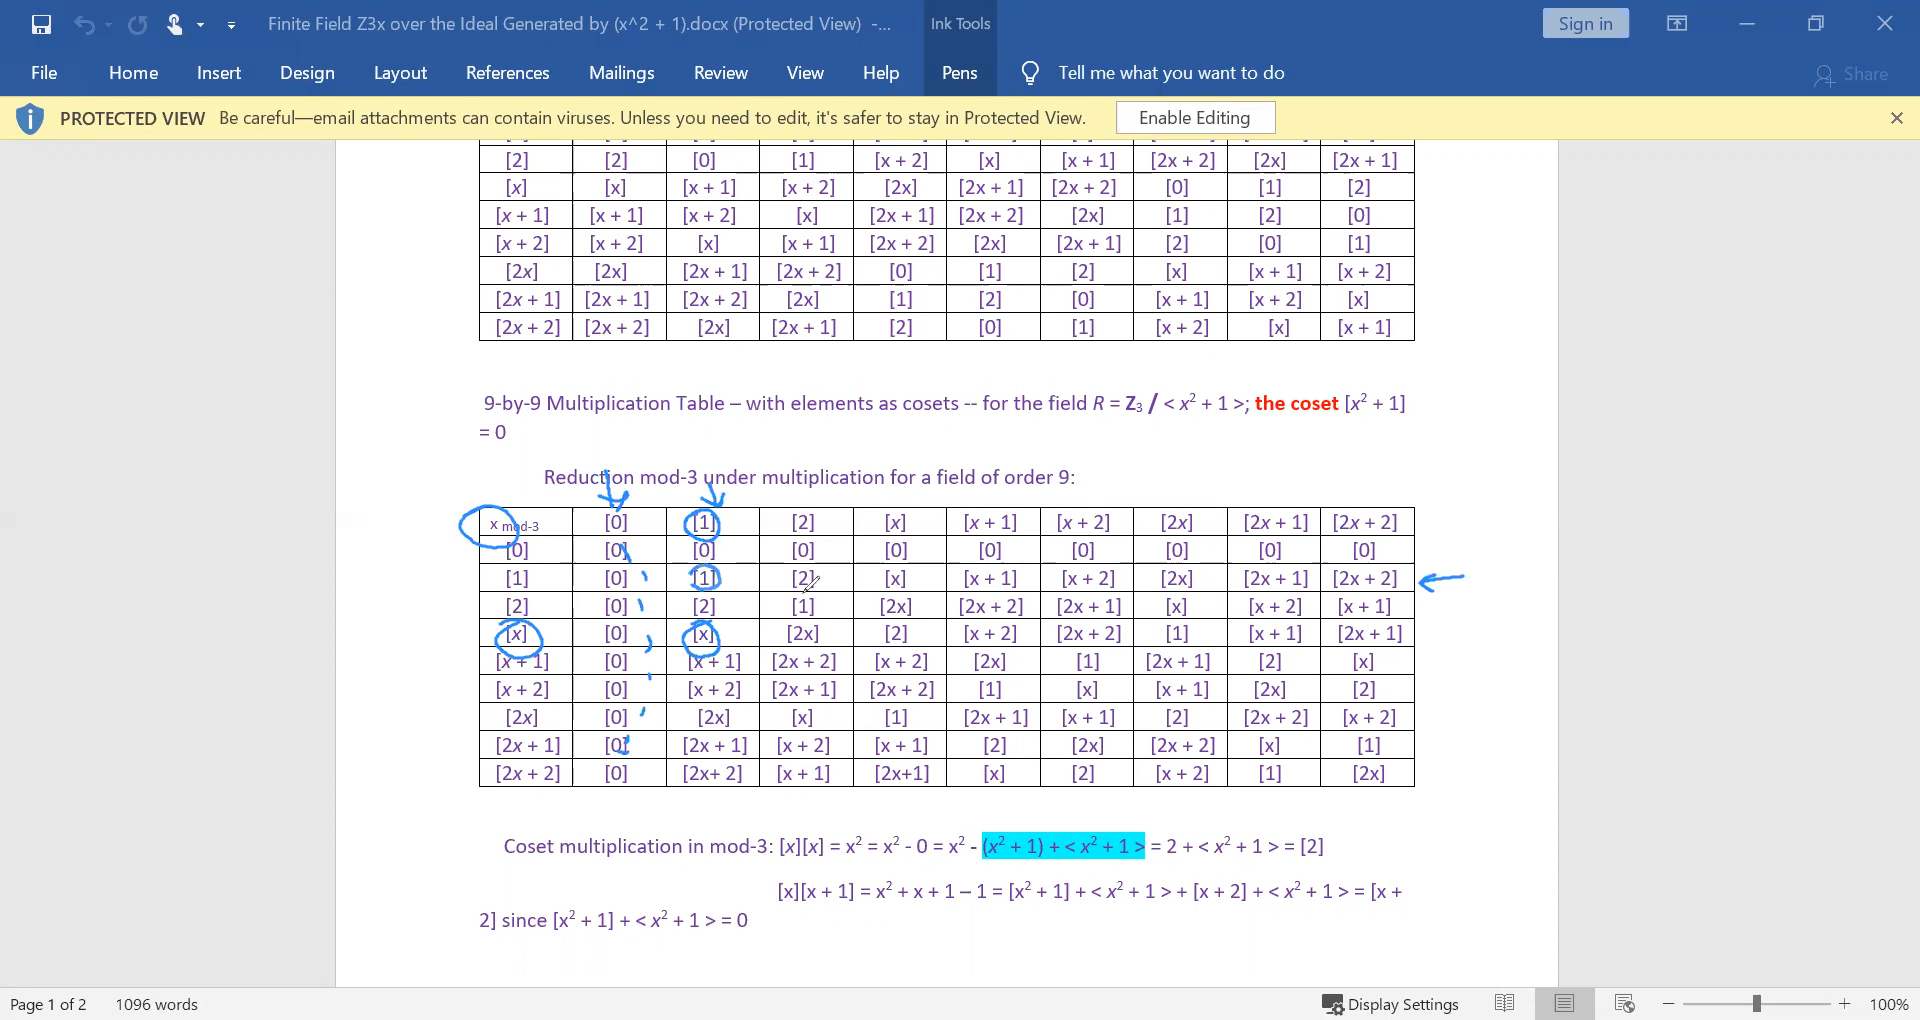 Finite Field Z3x over the Ideal Generated by (x^2 + 1).docx (Protected View) -... Ink Tools Sign in
File Home Insert Design Layout References Mailings Review View Help Pens Tell me what you want to do Share
PROTECTED VIEW Be careful—email attachments can contain viruses. Unless you need to edit, it's safer to stay in Protected View. Enable Editing
[2] [2] [0] [1] [x + 2] [x] [x + 1] [2x + 2] [2x] [2x + 1]
[x] [x] [x + 1] [x + 2] [2x] [2x + 1] [2x + 2] [0] [1] [2]
[x + 1] [x + 1] [x + 2] [x] [2x + 1] [2x + 2] [2x] [1] [2] [0]
[x + 2] [x + 2] [x] [x + 1] [2x + 2] [2x] [2x + 1] [2] [0] [1]
[2x] [2x] [2x + 1] [2x + 2] [0] [1] [2] [x] [x + 1] [x + 2]
[2x + 1] [2x + 1] [2x + 2] [2x] [1] [2] [0] [x + 1] [x + 2] [x]
[2x + 2] [2x + 2] [2x] [2x + 1] [2] [0] [1] [x + 2] [x] [x + 1]
9-by-9 Multiplication Table – with elements as cosets -- for the field R = Z₃ / < x² + 1 >; the coset [x² + 1]
= 0
Reduction mod-3 under multiplication for a field of order 9:
x mod-3 [0] [1] [2] [x] [x + 1] [x + 2] [2x] [2x + 1] [2x + 2]
[0] [0] [0] [0] [0] [0] [0] [0] [0] [0]
[1] [0] [1] [2] [x] [x + 1] [x + 2] [2x] [2x + 1] [2x + 2]
[2] [0] [2] [1] [2x] [2x + 2] [2x + 1] [x] [x + 2] [x + 1]
[x] [0] [x] [2x] [2] [x + 2] [2x + 2] [1] [x + 1] [2x + 1]
[x + 1] [0] [x + 1] [2x + 2] [x + 2] [2x] [1] [2x + 1] [2] [x]
[x + 2] [0] [x + 2] [2x + 1] [2x + 2] [1] [x] [x + 1] [2x] [2]
[2x] [0] [2x] [x] [1] [2x + 1] [x + 1] [2] [2x + 2] [x + 2]
[2x + 1] [0] [2x + 1] [x + 2] [x + 1] [2] [2x] [2x + 2] [x] [1]
[2x + 2] [0] [2x+ 2] [x + 1] [2x+1] [x] [2] [x + 2] [1] [2x]
Coset multiplication in mod-3: [x][x] = x² = x² - 0 = x² - (x² + 1) + < x² + 1 > = 2 + < x² + 1 > = [2]
[x][x + 1] = x² + x + 1 – 1 = [x² + 1] + < x² + 1 > + [x + 2] + < x² + 1 > = [x +
2] since [x² + 1] + < x² + 1 > = 0
Page 1 of 2 1096 words Display Settings 100%